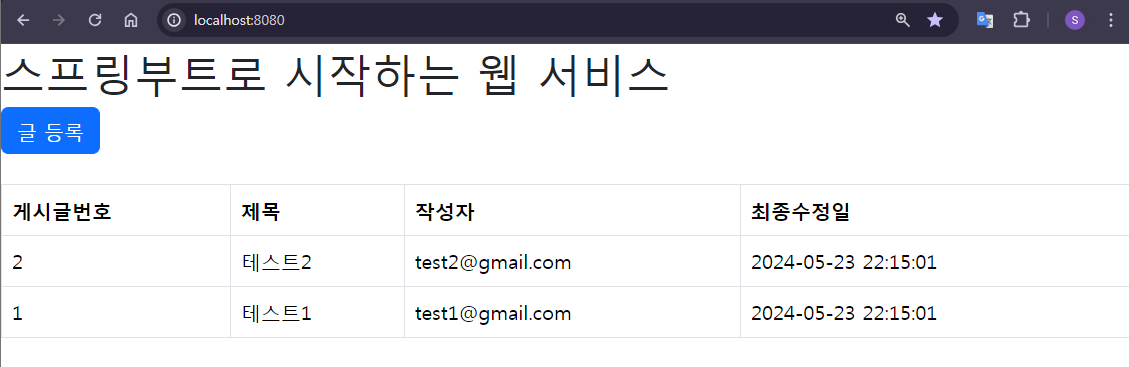 localhost:8080
S
스프링부트로 시작하는 웹 서비스
글 등록
게시글번호 제목 작성자 최종수정일
2 테스트2 test2@gmail.com 2024-05-23 22:15:01
1 테스트1 test1@gmail.com 2024-05-23 22:15:01